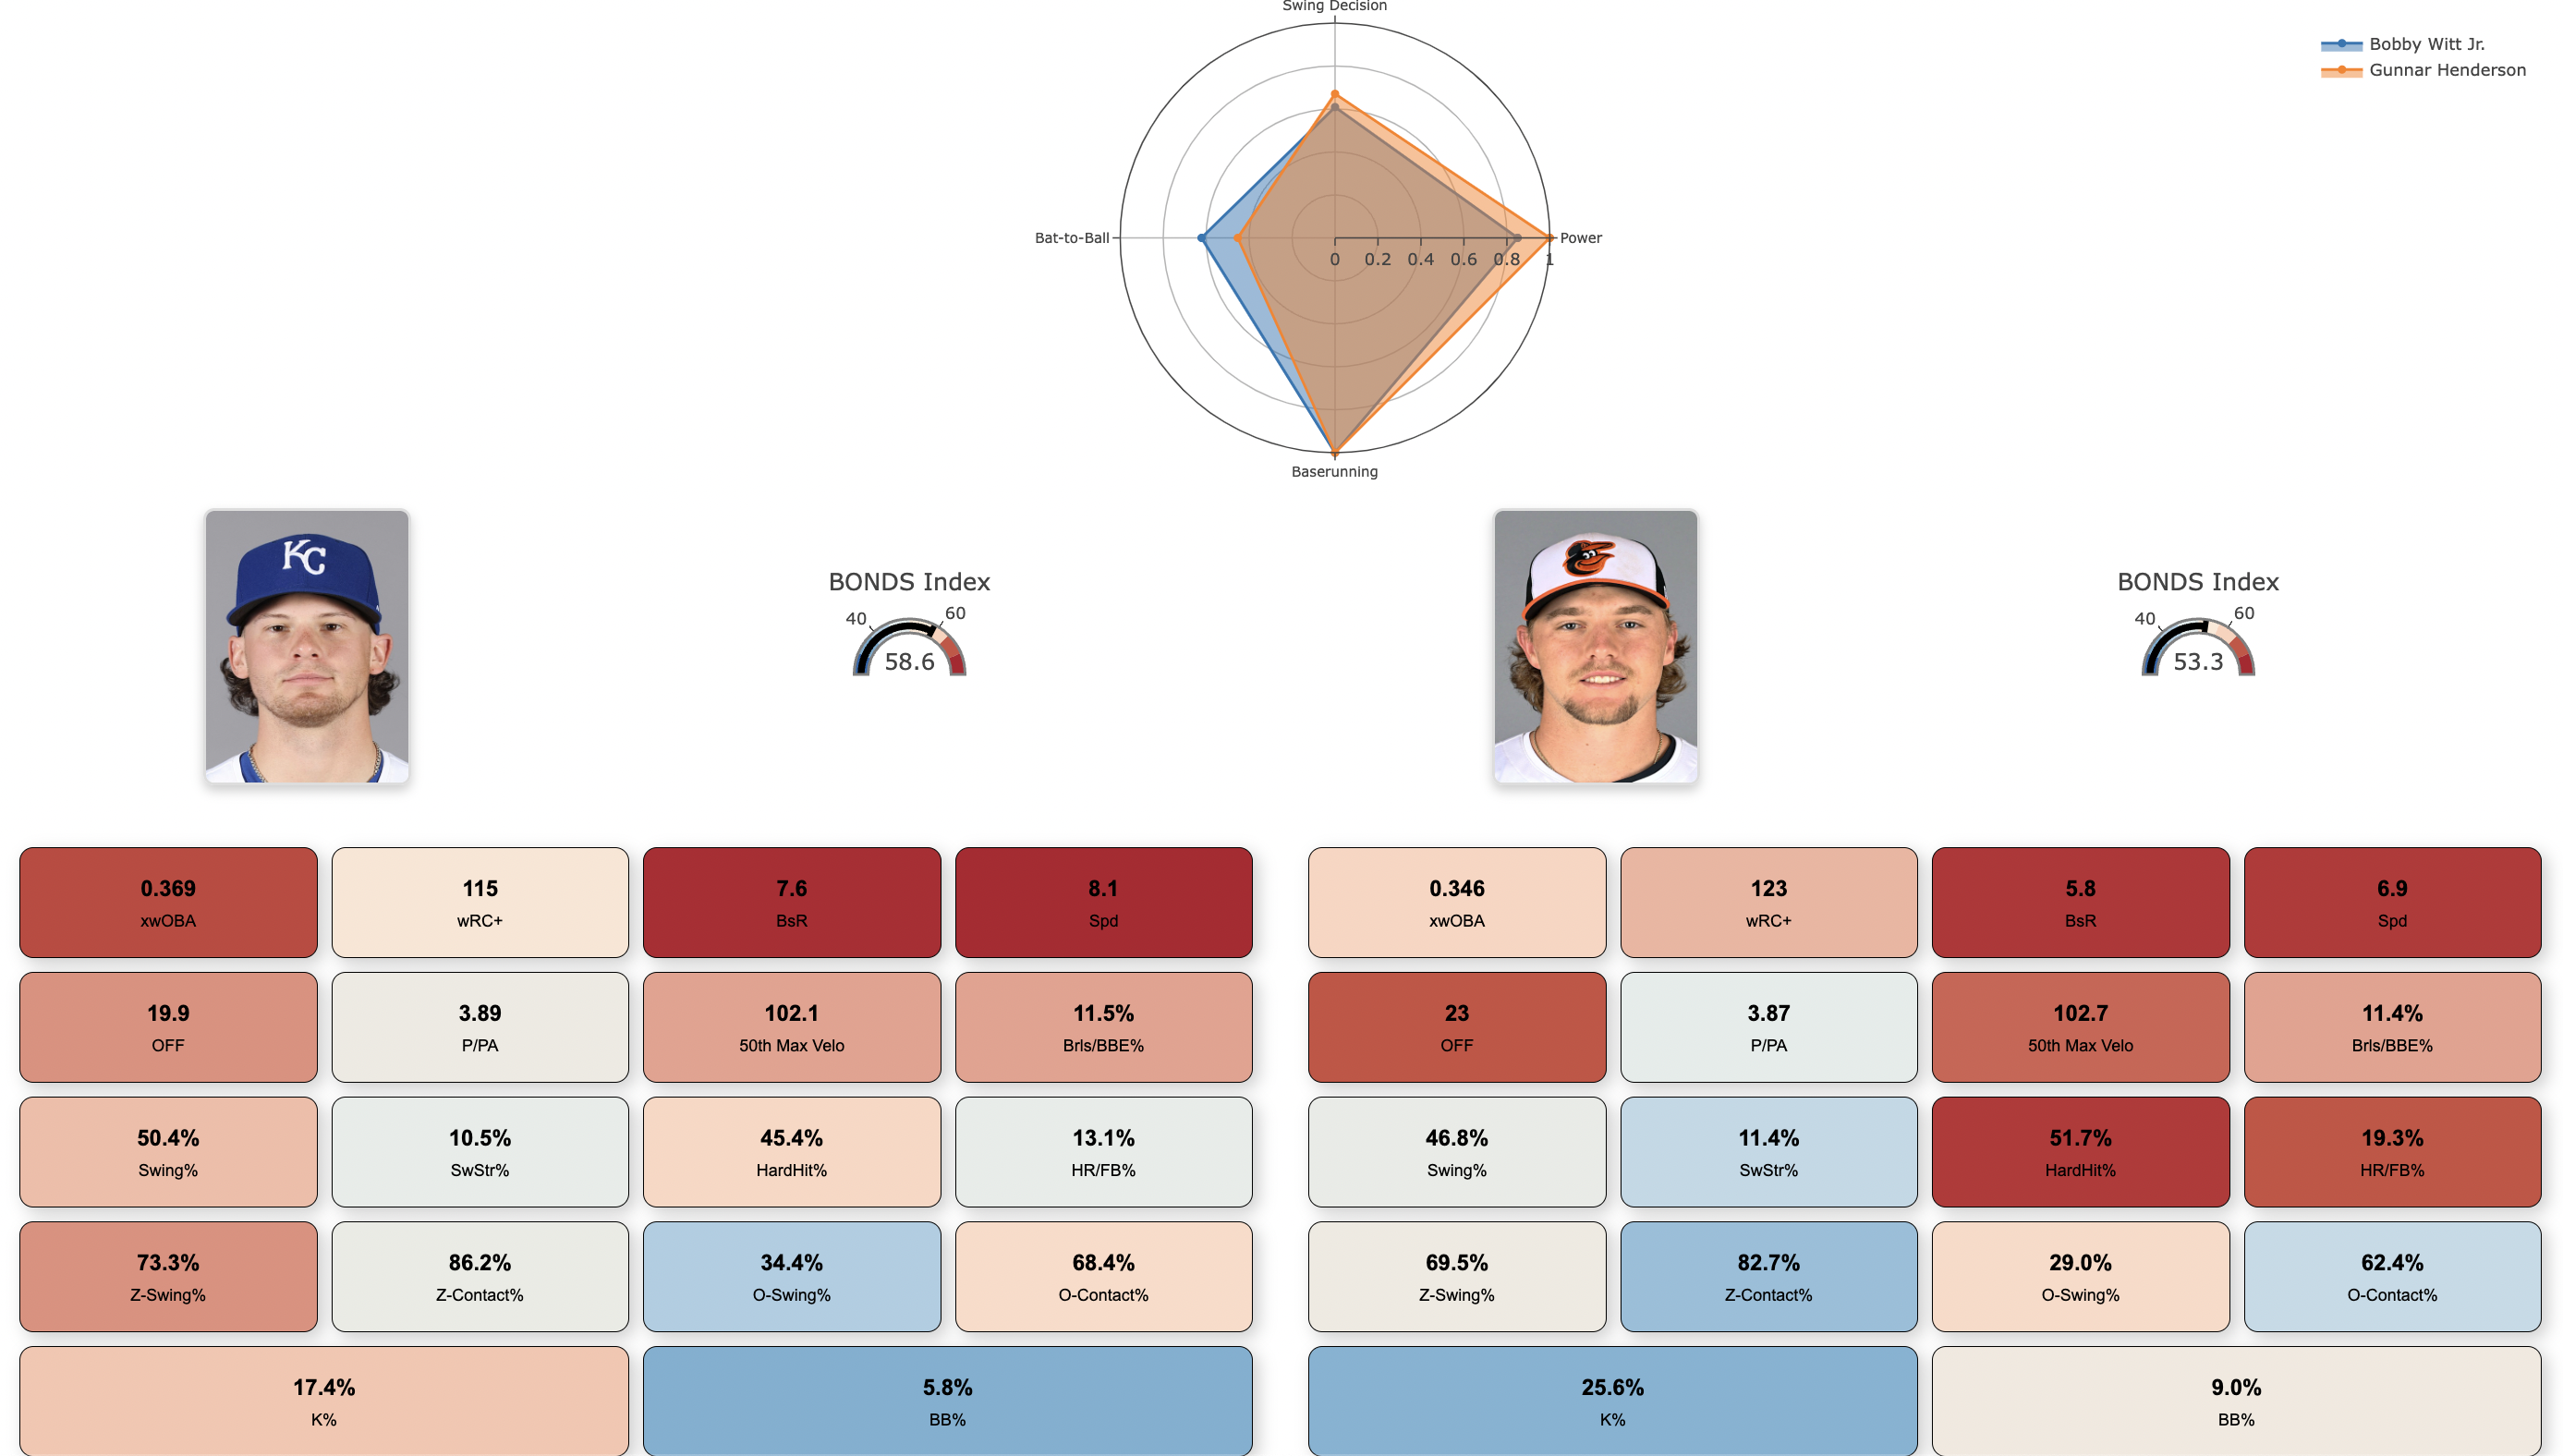 Swing Decision
Bobby Witt Jr.
Gunnar Henderson
Bat-to-Ball
Power
0 0.2 0.4 0.6 0.8 1
Baserunning
KC
BONDS Index
40 60
58.6
BONDS Index
40 60
53.3
0.369 115 7.6 8.1
xwOBA wRC+ BsR Spd
19.9 3.89 102.1 11.5%
OFF P/PA 50th Max Velo Brls/BBE%
50.4% 10.5% 45.4% 13.1%
Swing% SwStr% HardHit% HR/FB%
73.3% 86.2% 34.4% 68.4%
Z-Swing% Z-Contact% O-Swing% O-Contact%
17.4% 5.8%
K% BB%
0.346 123 5.8 6.9
xwOBA wRC+ BsR Spd
23 3.87 102.7 11.4%
OFF P/PA 50th Max Velo Brls/BBE%
46.8% 11.4% 51.7% 19.3%
Swing% SwStr% HardHit% HR/FB%
69.5% 82.7% 29.0% 62.4%
Z-Swing% Z-Contact% O-Swing% O-Contact%
25.6% 9.0%
K% BB%